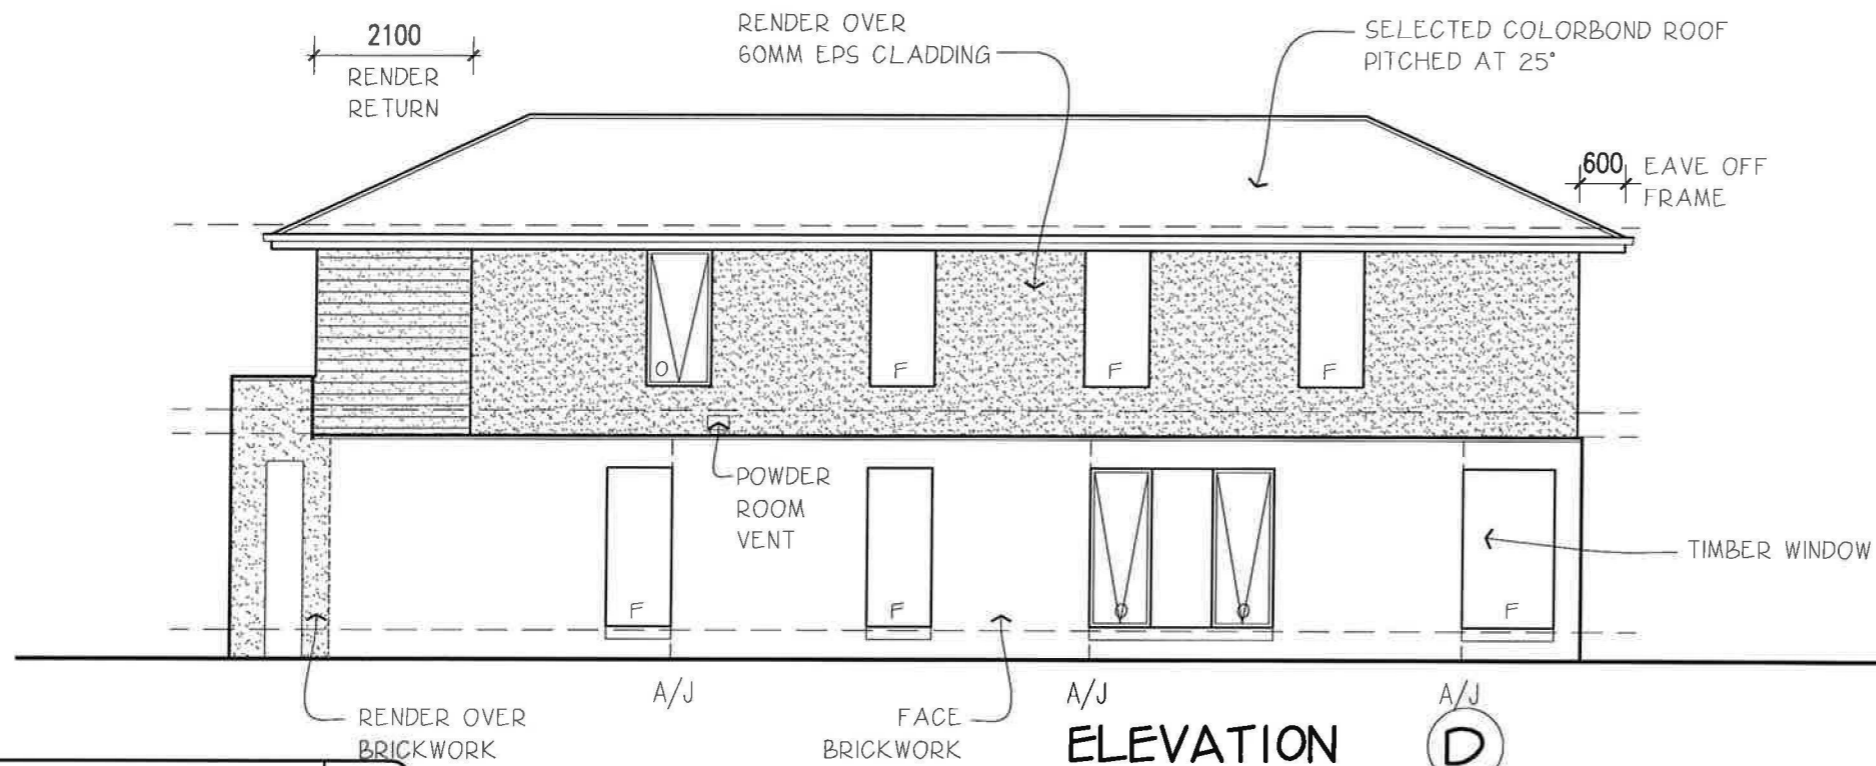 2100
RENDER
RETURN
RENDER OVER
60MM EPS CLADDING
SELECTED COLORBOND ROOF
PITCHED AT 25°
600
EAVE OFF
FRAME
O
F
F
F
POWDER
ROOM
VENT
F
F
O
O
F
TIMBER WINDOW
A/J
A/J
A/J
RENDER OVER
BRICKWORK
FACE
BRICKWORK
ELEVATION D